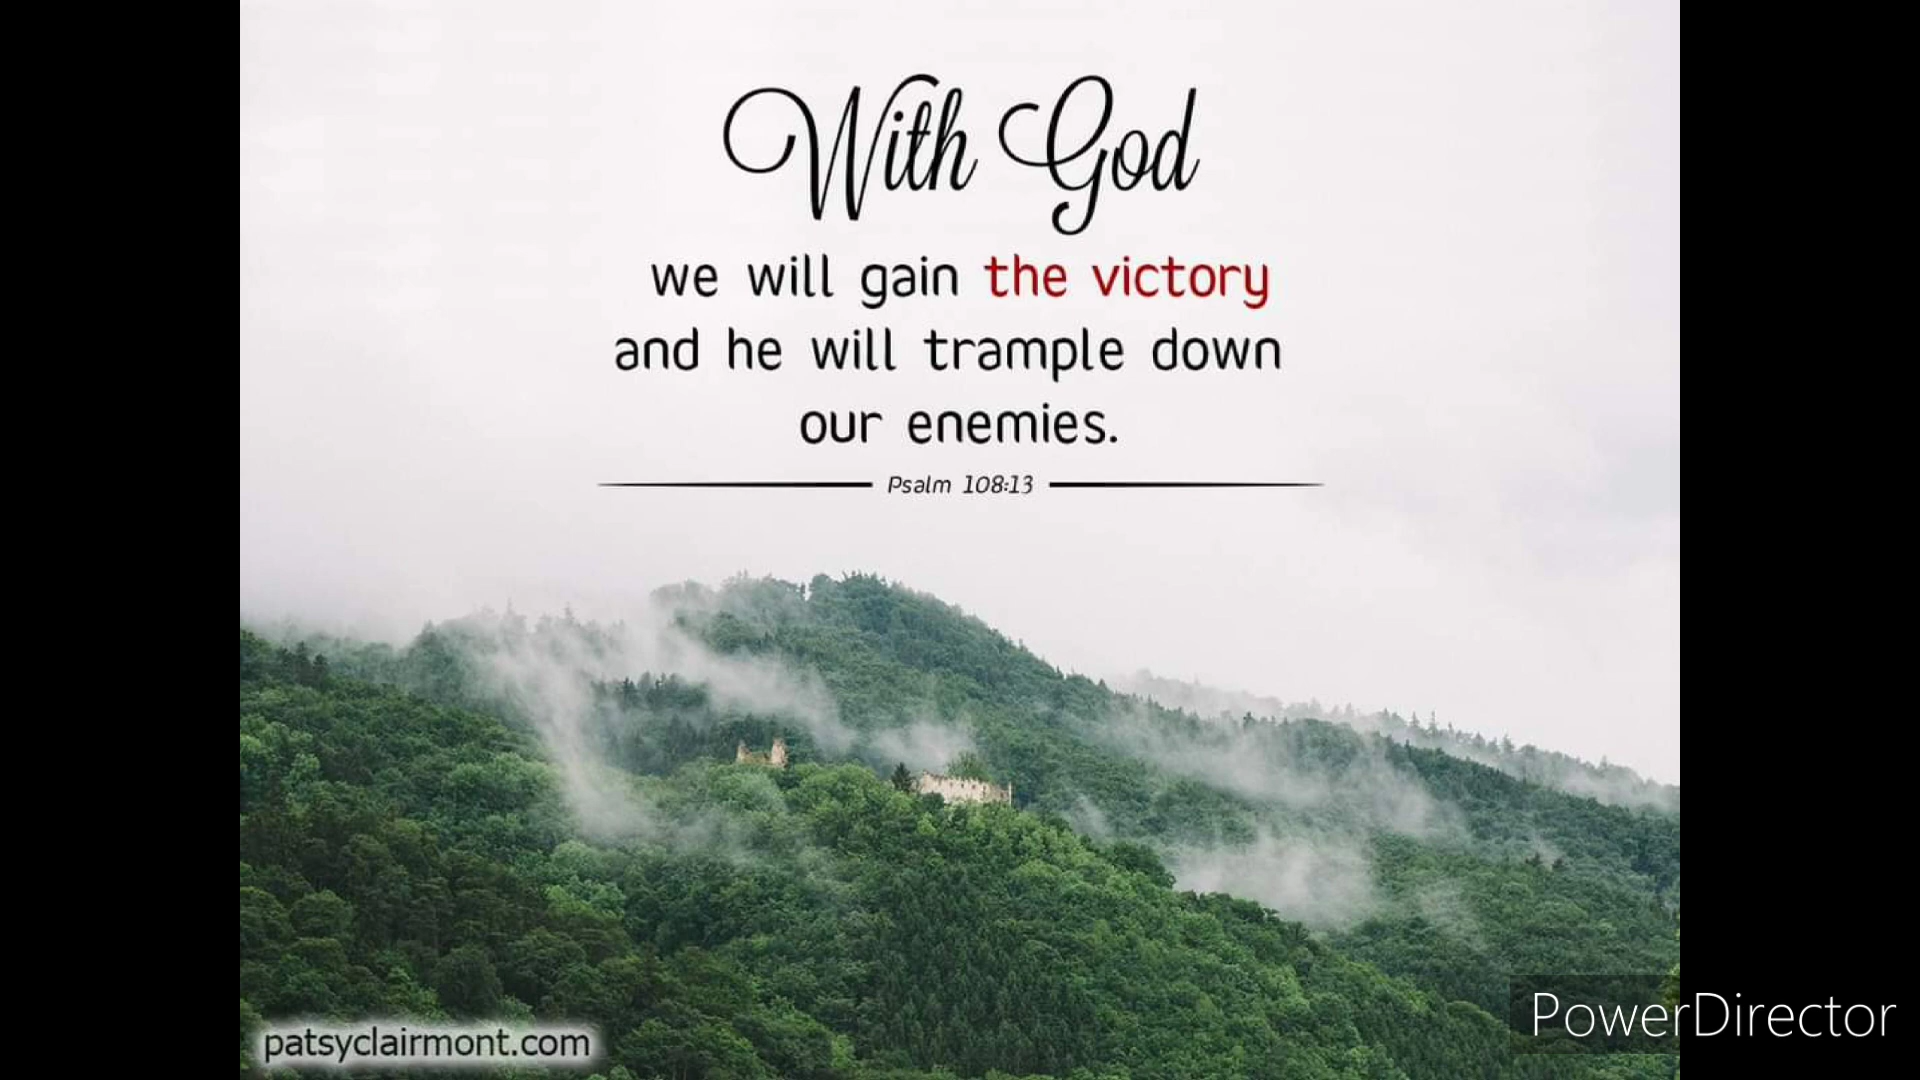 With God
we will gain the victory
and he will trample down
our enemies.
Psalm 108:13
patsyclairmont.com
PowerDirector